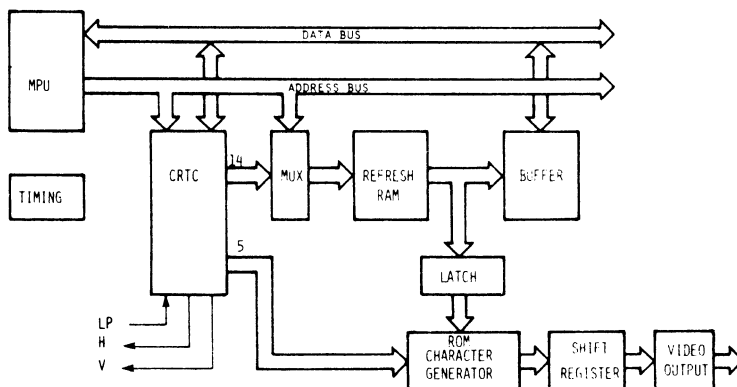 DATA BUS
MPU
ADDRESS BUS
14
CRTC
MUX
REFRESH
RAM
BUFFER
TIMING
5
LATCH
LP
H
V
ROM
CHARACTER
GENERATOR
SHIFT
REGISTER
VIDEO
OUTPUT